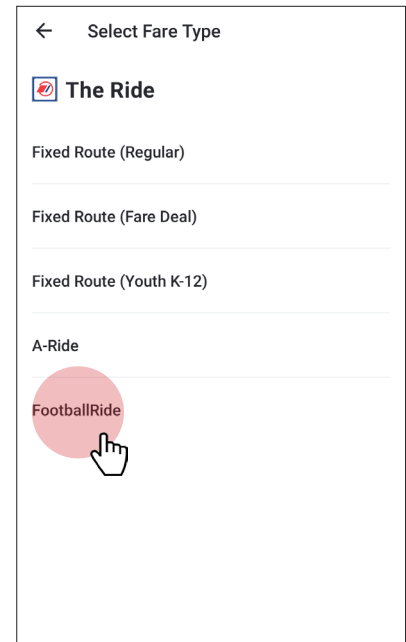 Select Fare Type
The Ride
Fixed Route (Regular)
Fixed Route (Fare Deal)
Fixed Route (Youth K-12)
A-Ride
FootballRide